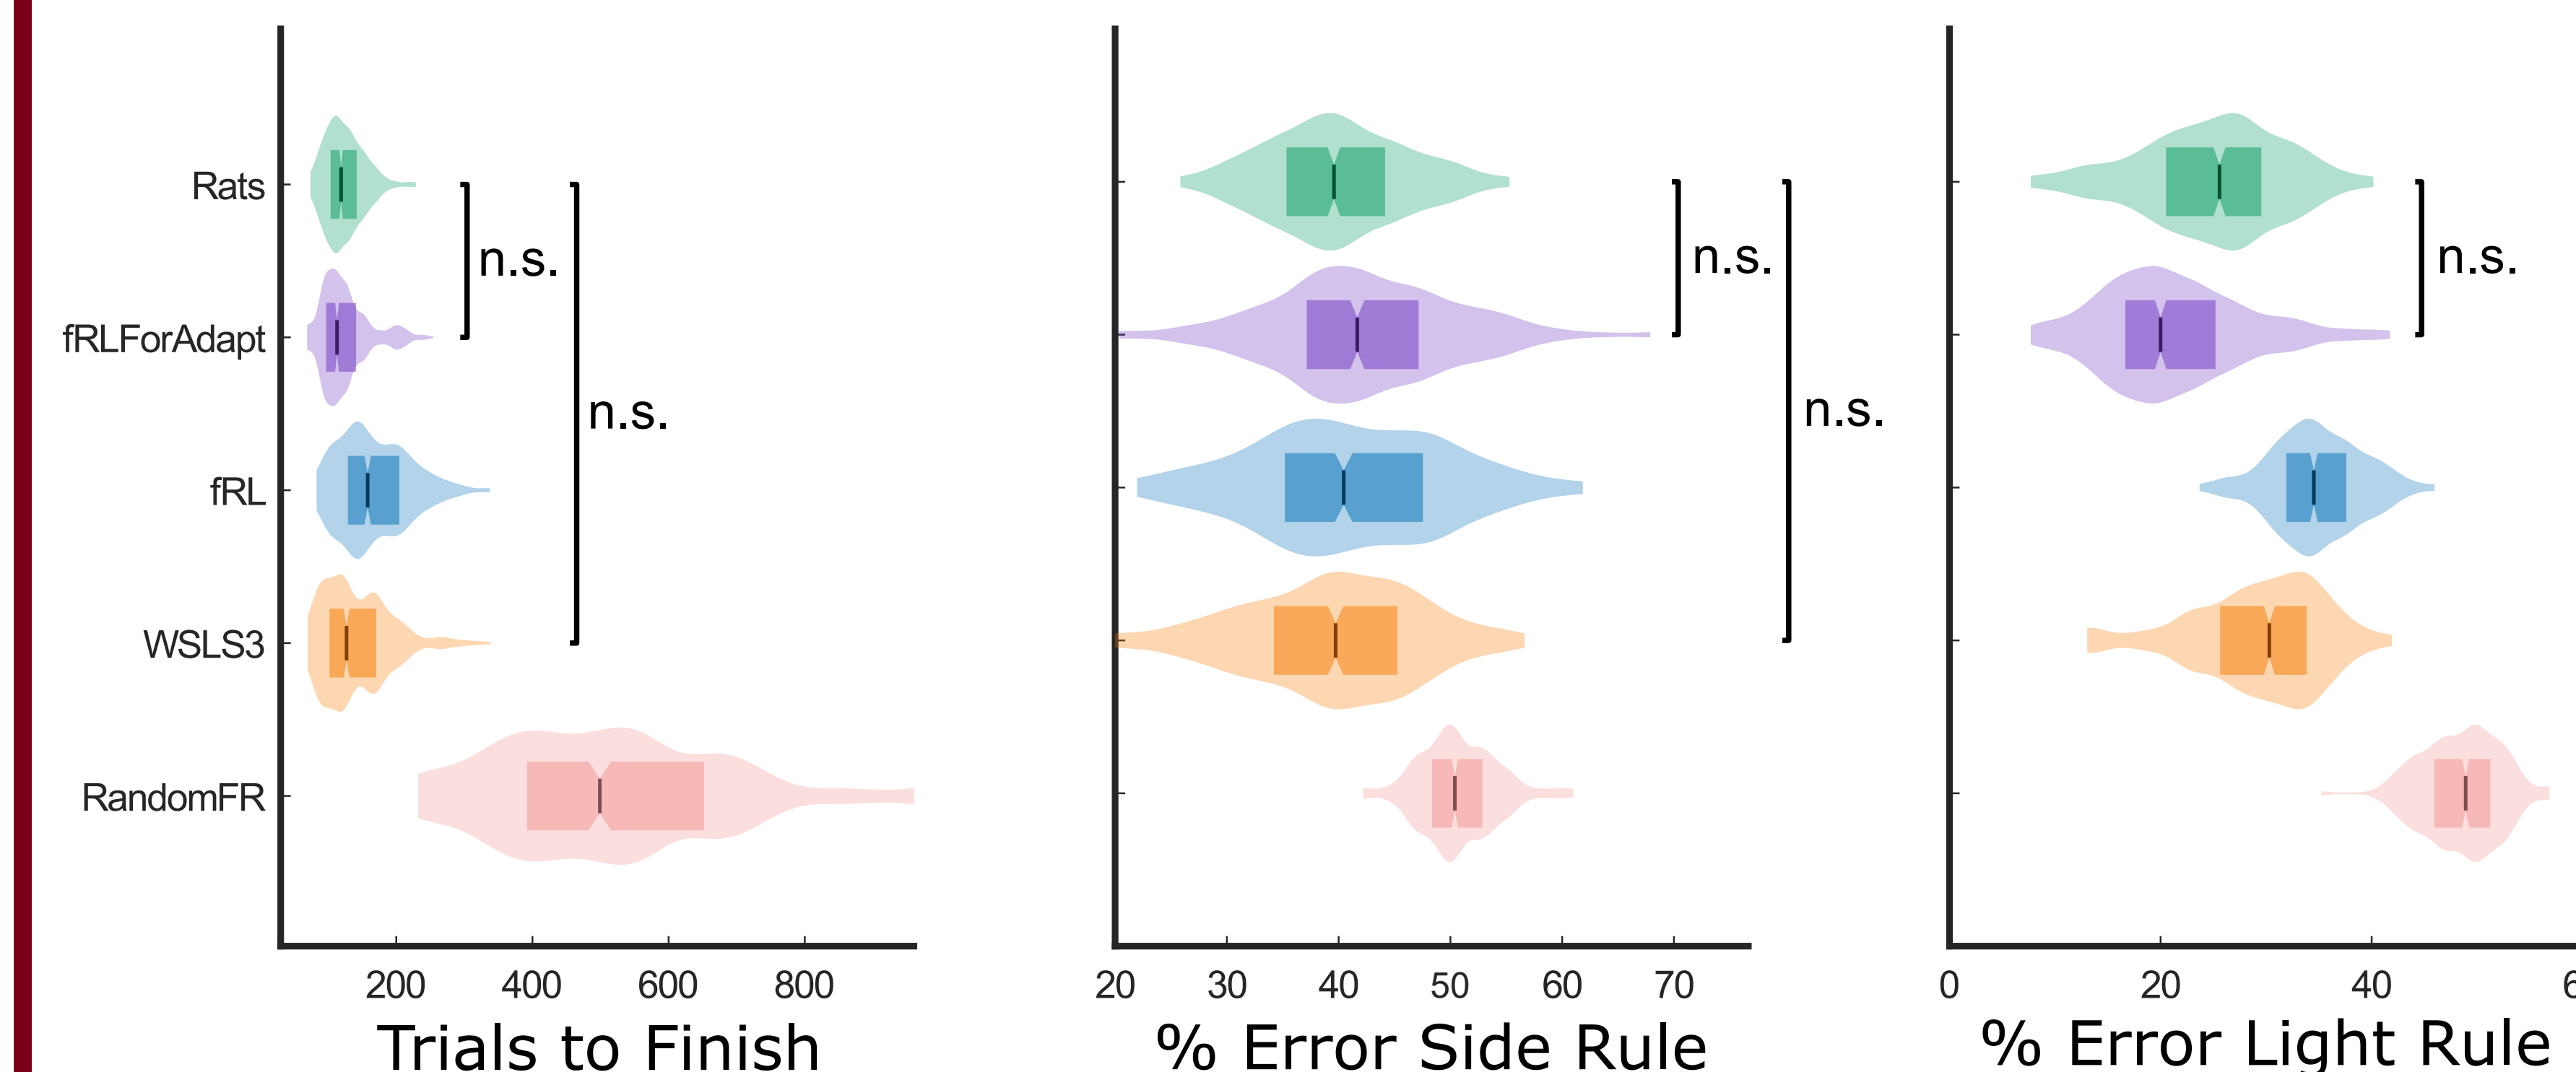 Rats
fRLForAdapt
fRL
WSLS3
RandomFR
n.s.
n.s.
200 400 600 800
Trials to Finish
n.s.
n.s.
20 30 40 50 60 70
% Error Side Rule
n.s.
0 20 40
% Error Light Rule